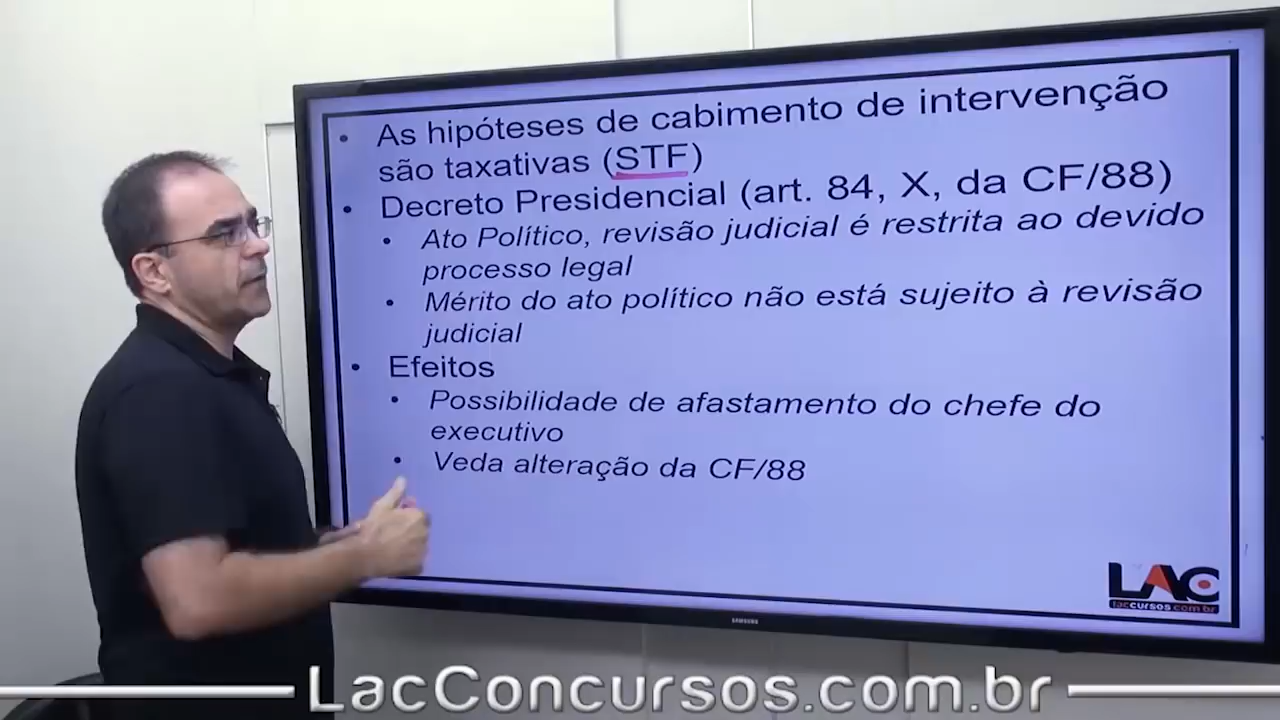 As hipóteses de cabimento de intervenção
são taxativas (STF)
Decreto Presidencial (art. 84, X, da CF/88)
Ato Político, revisão judicial é restrita ao devido
processo legal
Mérito do ato político não está sujeito à revisão
judicial
Efeitos
Possibilidade de afastamento do chefe do
executivo
Veda alteração da CF/88
LAC
laccursos.com.br
SAMSUNG
LacConcursos.com.br